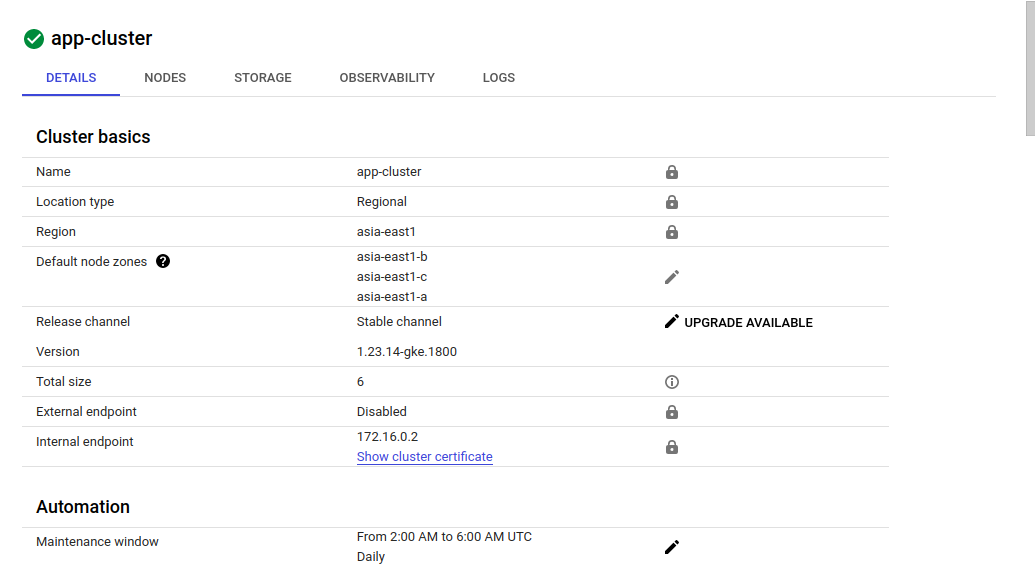 app-cluster
DETAILS NODES STORAGE OBSERVABILITY LOGS
Cluster basics
Name app-cluster
Location type Regional
Region asia-east1
Default node zones asia-east1-b
asia-east1-c
asia-east1-a
Release channel Stable channel UPGRADE AVAILABLE
Version 1.23.14-gke.1800
Total size 6
External endpoint Disabled
Internal endpoint 172.16.0.2
Show cluster certificate
Automation
Maintenance window From 2:00 AM to 6:00 AM UTC
Daily